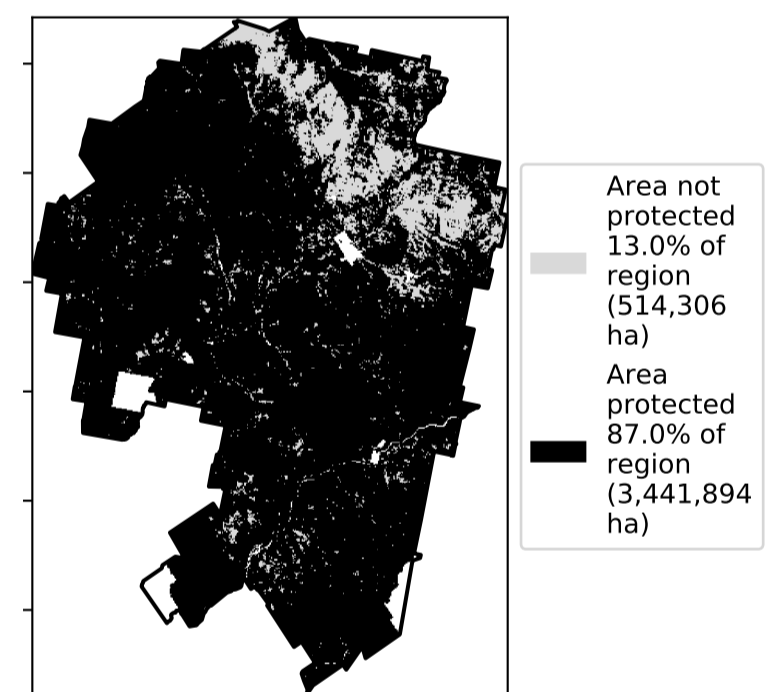 Area not
protected
13.0% of
region
(514,306
ha)
Area
protected
87.0% of
region
(3,441,894
ha)